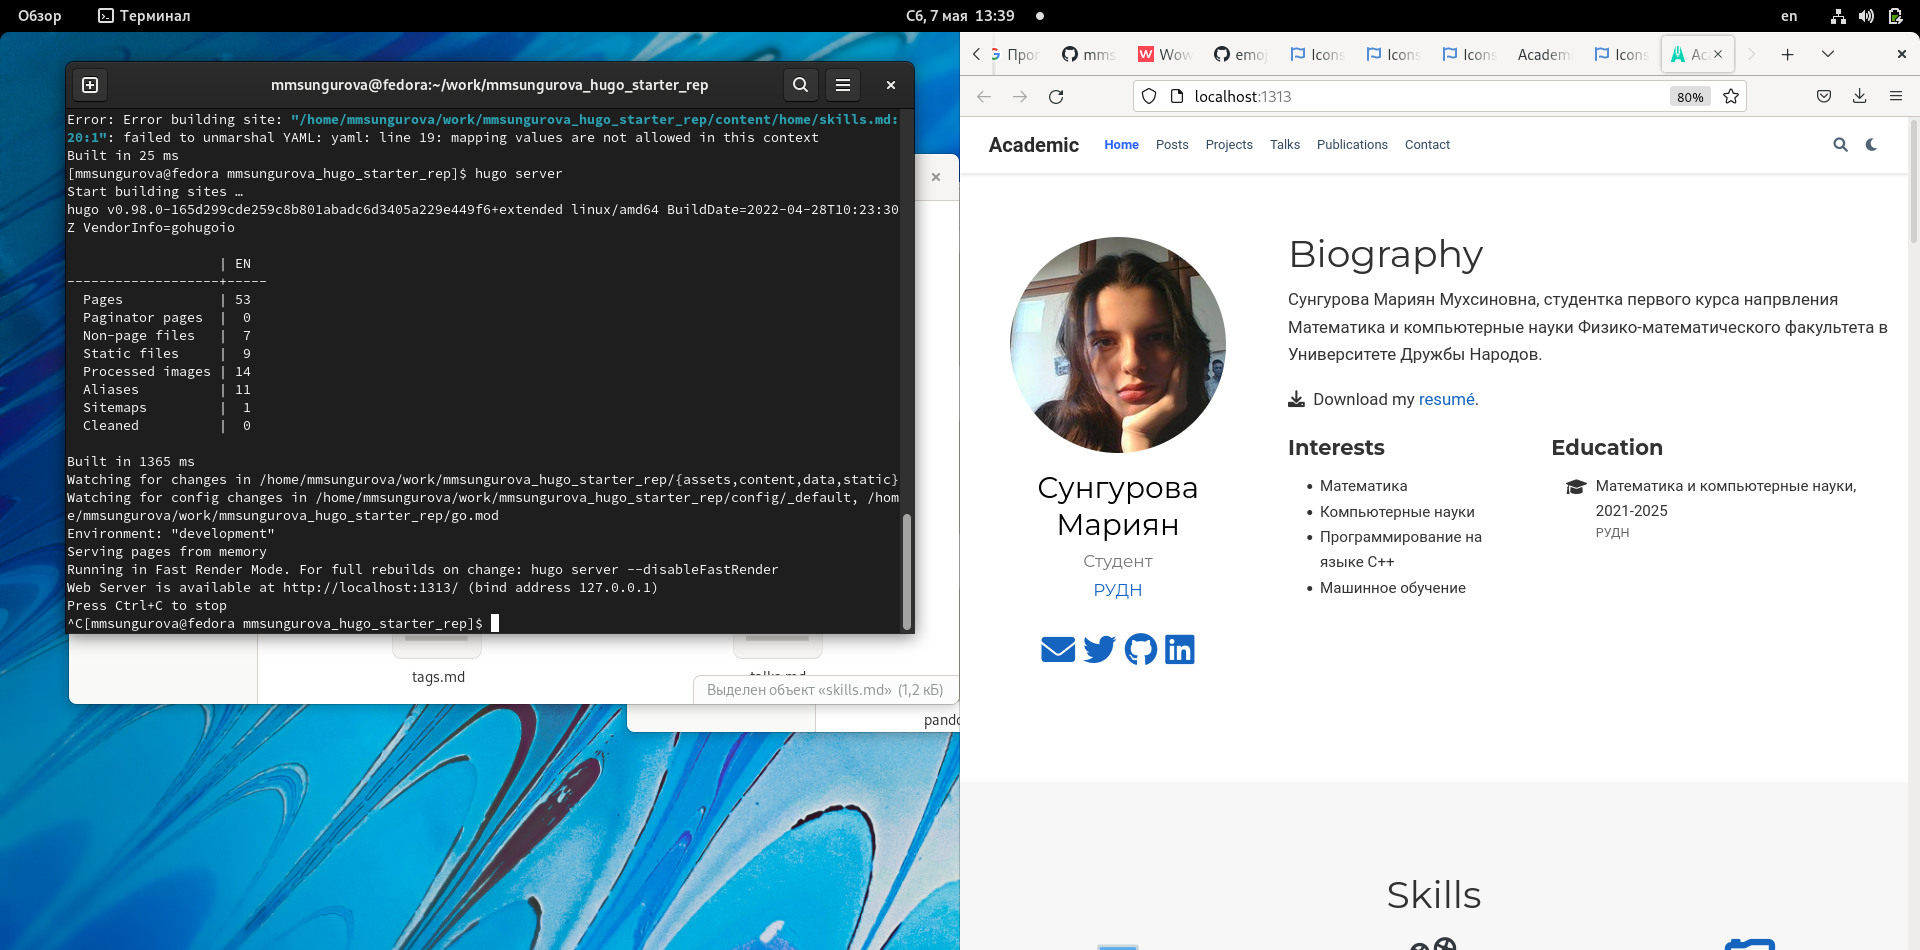 Обзор
Терминал
Сб, 7 мая 13:39
en
mmsungurova@fedora:~/work/mmsungurova_hugo_starter_rep
Error: Error building site: "/home/mmsungurova/work/mmsungurova_hugo_starter_rep/content/home/skills.md:
20:1": failed to unmarshal YAML: yaml: line 19: mapping values are not allowed in this context
Built in 25 ms
[mmsungurova@fedora mmsungurova_hugo_starter_rep]$ hugo server
Start building sites …
hugo v0.98.0-165d299cde259c8b801abadc6d3405a229e449f6+extended linux/amd64 BuildDate=2022-04-28T10:23:30
Z VendorInfo=gohugoio
| EN
-------------------+-----
Pages | 53
Paginator pages | 0
Non-page files | 7
Static files | 9
Processed images | 14
Aliases | 11
Sitemaps | 1
Cleaned | 0
Built in 1365 ms
Watching for changes in /home/mmsungurova/work/mmsungurova_hugo_starter_rep/{assets,content,data,static}
Watching for config changes in /home/mmsungurova/work/mmsungurova_hugo_starter_rep/config/_default, /hom
e/mmsungurova/work/mmsungurova_hugo_starter_rep/go.mod
Environment: "development"
Serving pages from memory
Running in Fast Render Mode. For full rebuilds on change: hugo server --disableFastRender
Web Server is available at http://localhost:1313/ (bind address 127.0.0.1)
Press Ctrl+C to stop
^C[mmsungurova@fedora mmsungurova_hugo_starter_rep]$
tags.md
talks.md
Выделен объект «skills.md» (1,2 кБ)
pando
Прог
mms
Wow
emoj
Icons
Icons
Icons
Academ
Icons
Ac
localhost:1313
80%
Academic
Home
Posts
Projects
Talks
Publications
Contact
Biography
Сунгурова Мариян Мухсиновна, студентка первого курса напрвления
Математика и компьютерные науки Физико-математического факультета в
Университете Дружбы Народов.
Download my resumé.
Interests
Математика
Компьютерные науки
Программирование на
языке C++
Машинное обучение
Education
Математика и компьютерные науки,
2021-2025
РУДН
Сунгурова
Мариян
Студент
РУДН
Skills